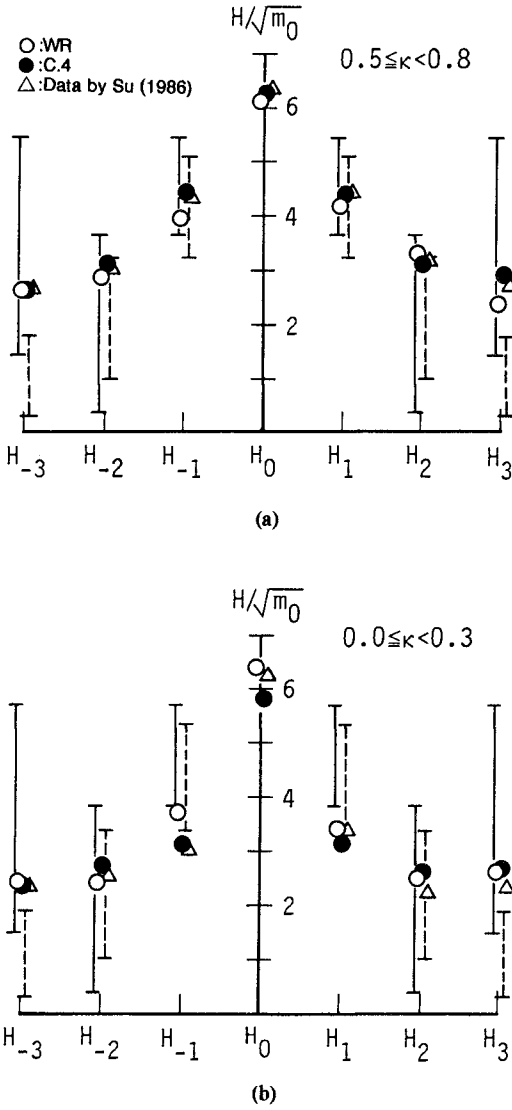 H/√m₀
0.5≦κ<0.8
○:WR
●:C.4
△:Data by Su (1986)
6
4
2
H₋₃ H₋₂ H₋₁ H₀ H₁ H₂ H₃
(a)
H/√m₀
0.0≦κ<0.3
6
4
2
H₋₃ H₋₂ H₋₁ H₀ H₁ H₂ H₃
(b)